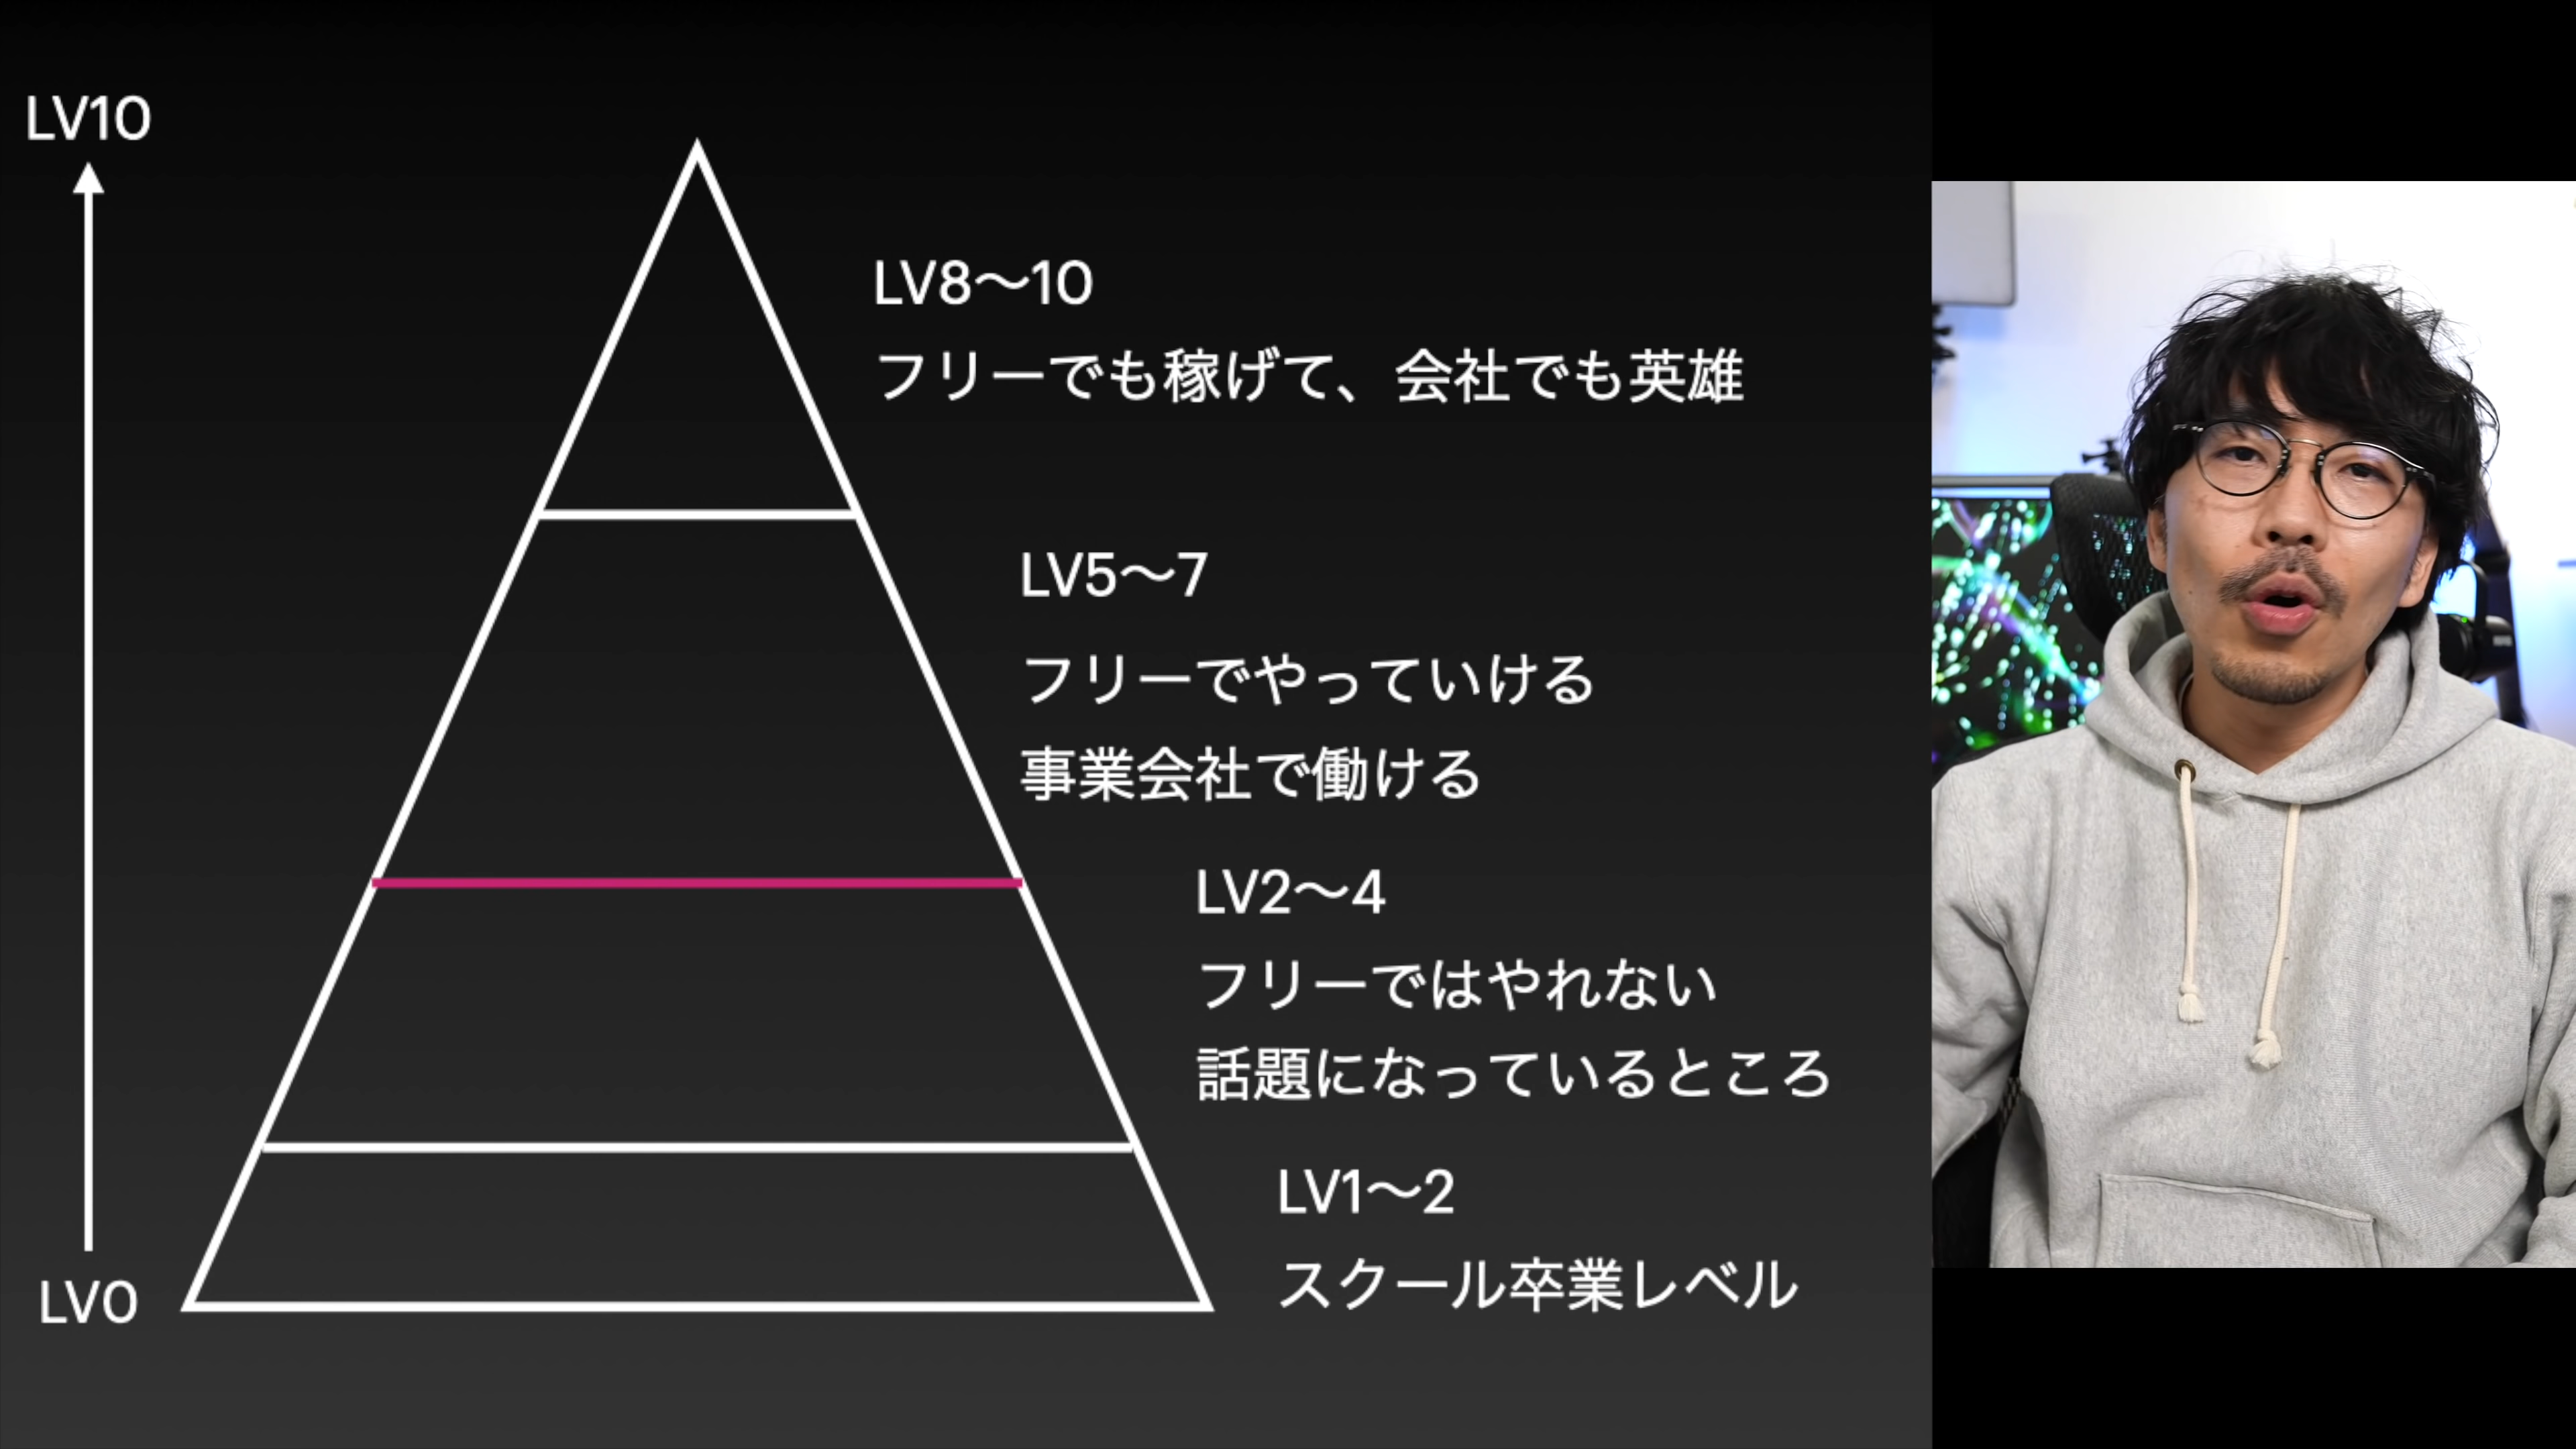 LV10
LV8〜10
フリーでも稼げて、会社でも英雄
LV5〜7
フリーでやっていける
事業会社で働ける
LV2〜4
フリーではやれない
話題になっているところ
LV1〜2
スクール卒業レベル
LV0